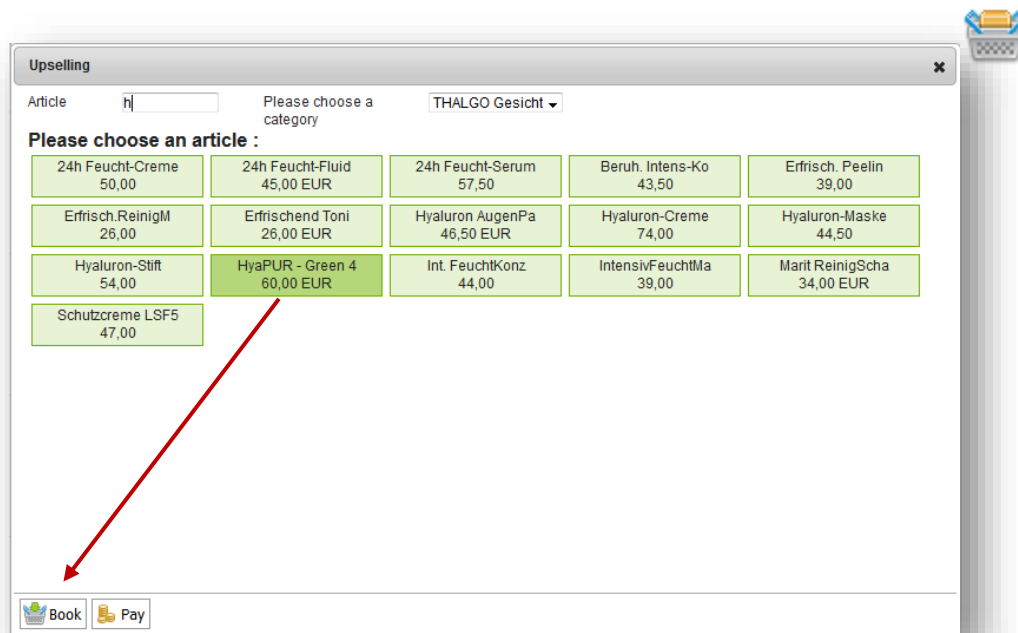 Upselling
Article h Please choose a category THALGO Gesicht
Please choose an article :
24h Feucht-Creme 24h Feucht-Fluid 24h Feucht-Serum Beruh. Intens-Ko Erfrisch. Peelin
50,00 45,00 EUR 57,50 43,50 39,00
Erfrisch.ReinigM Erfrischend Toni Hyaluron AugenPa Hyaluron-Creme Hyaluron-Maske
26,00 26,00 EUR 46,50 EUR 74,00 44,50
Hyaluron-Stift HyaPUR - Green 4 Int. FeuchtKonz IntensivFeuchtMa Marit ReinigScha
54,00 60,00 EUR 44,00 39,00 34,00 EUR
Schutzcreme LSF5
47,00
Book Pay